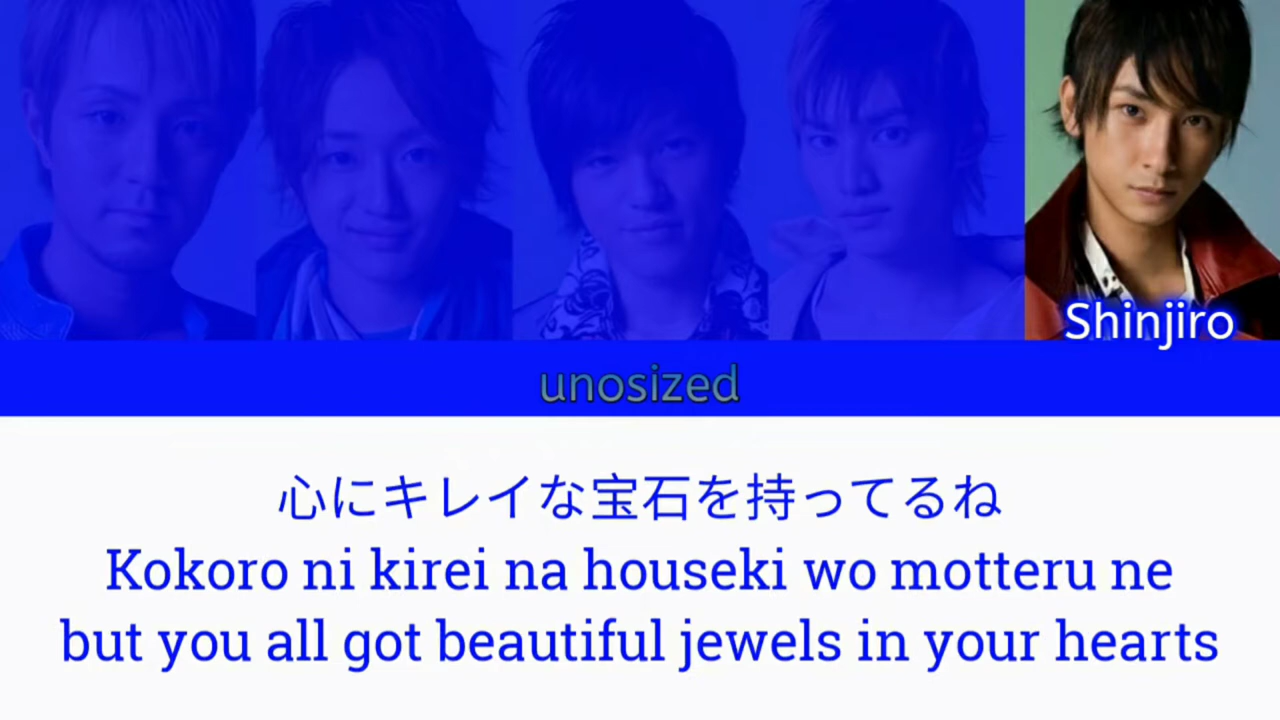 Shinjiro
unosized
心にキレイな宝石を持ってるね
Kokoro ni kirei na houseki wo motteru ne
but you all got beautiful jewels in your hearts